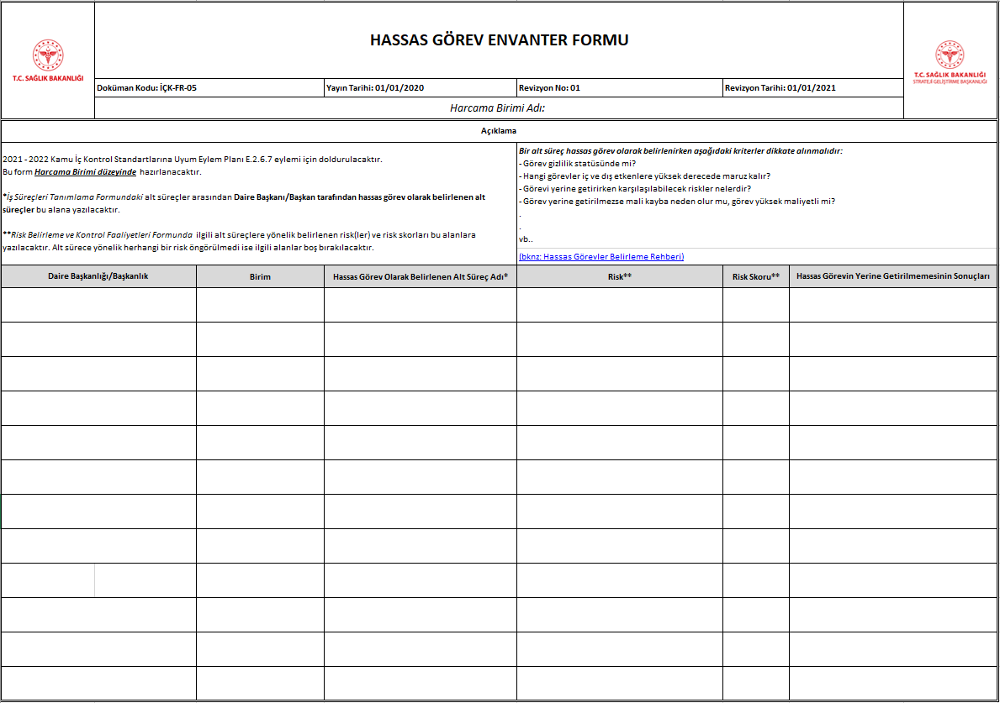 HASSAS GÖREV ENVANTER FORMU
T.C. SAĞLIK BAKANLIĞI
T.C. SAĞLIK BAKANLIĞI
STRATEJİ GELİŞTİRME BAŞKANLIĞI
Doküman Kodu: İÇK-FR-05
Yayın Tarihi: 01/01/2020
Revizyon No: 01
Revizyon Tarihi: 01/01/2021
Harcama Birimi Adı:
Açıklama
2021 - 2022 Kamu İç Kontrol Standartlarına Uyum Eylem Planı E.2.6.7 eylemi için doldurulacaktır.
Bu form Harcama Birimi düzeyinde hazırlanacaktır.
*İş Süreçleri Tanımlama Formundaki alt süreçler arasından Daire Başkanı/Başkan tarafından hassas görev olarak belirlenen alt
süreçler bu alana yazılacaktır.
**Risk Belirleme ve Kontrol Faaliyetleri Formunda ilgili alt süreçlere yönelik belirlenen risk(ler) ve risk skorları bu alanlara
yazılacaktır. Alt sürece yönelik herhangi bir risk öngörülmedi ise ilgili alanlar boş bırakılacaktır.
Bir alt süreç hassas görev olarak belirlenirken aşağıdaki kriterler dikkate alınmalıdır:
- Görev gizlilik statüsünde mi?
- Hangi görevler iç ve dış etkenlere yüksek derecede maruz kalır?
- Görevi yerine getirirken karşılaşılabilecek riskler nelerdir?
- Görev yerine getirilmezse mali kayba neden olur mu, görev yüksek maliyetli mi?
.
.
vb..
(bknz: Hassas Görevler Belirleme Rehberi)
Daire Başkanlığı/Başkanlık
Birim
Hassas Görev Olarak Belirlenen Alt Süreç Adı*
Risk**
Risk Skoru**
Hassas Görevin Yerine Getirilmemesinin Sonuçları